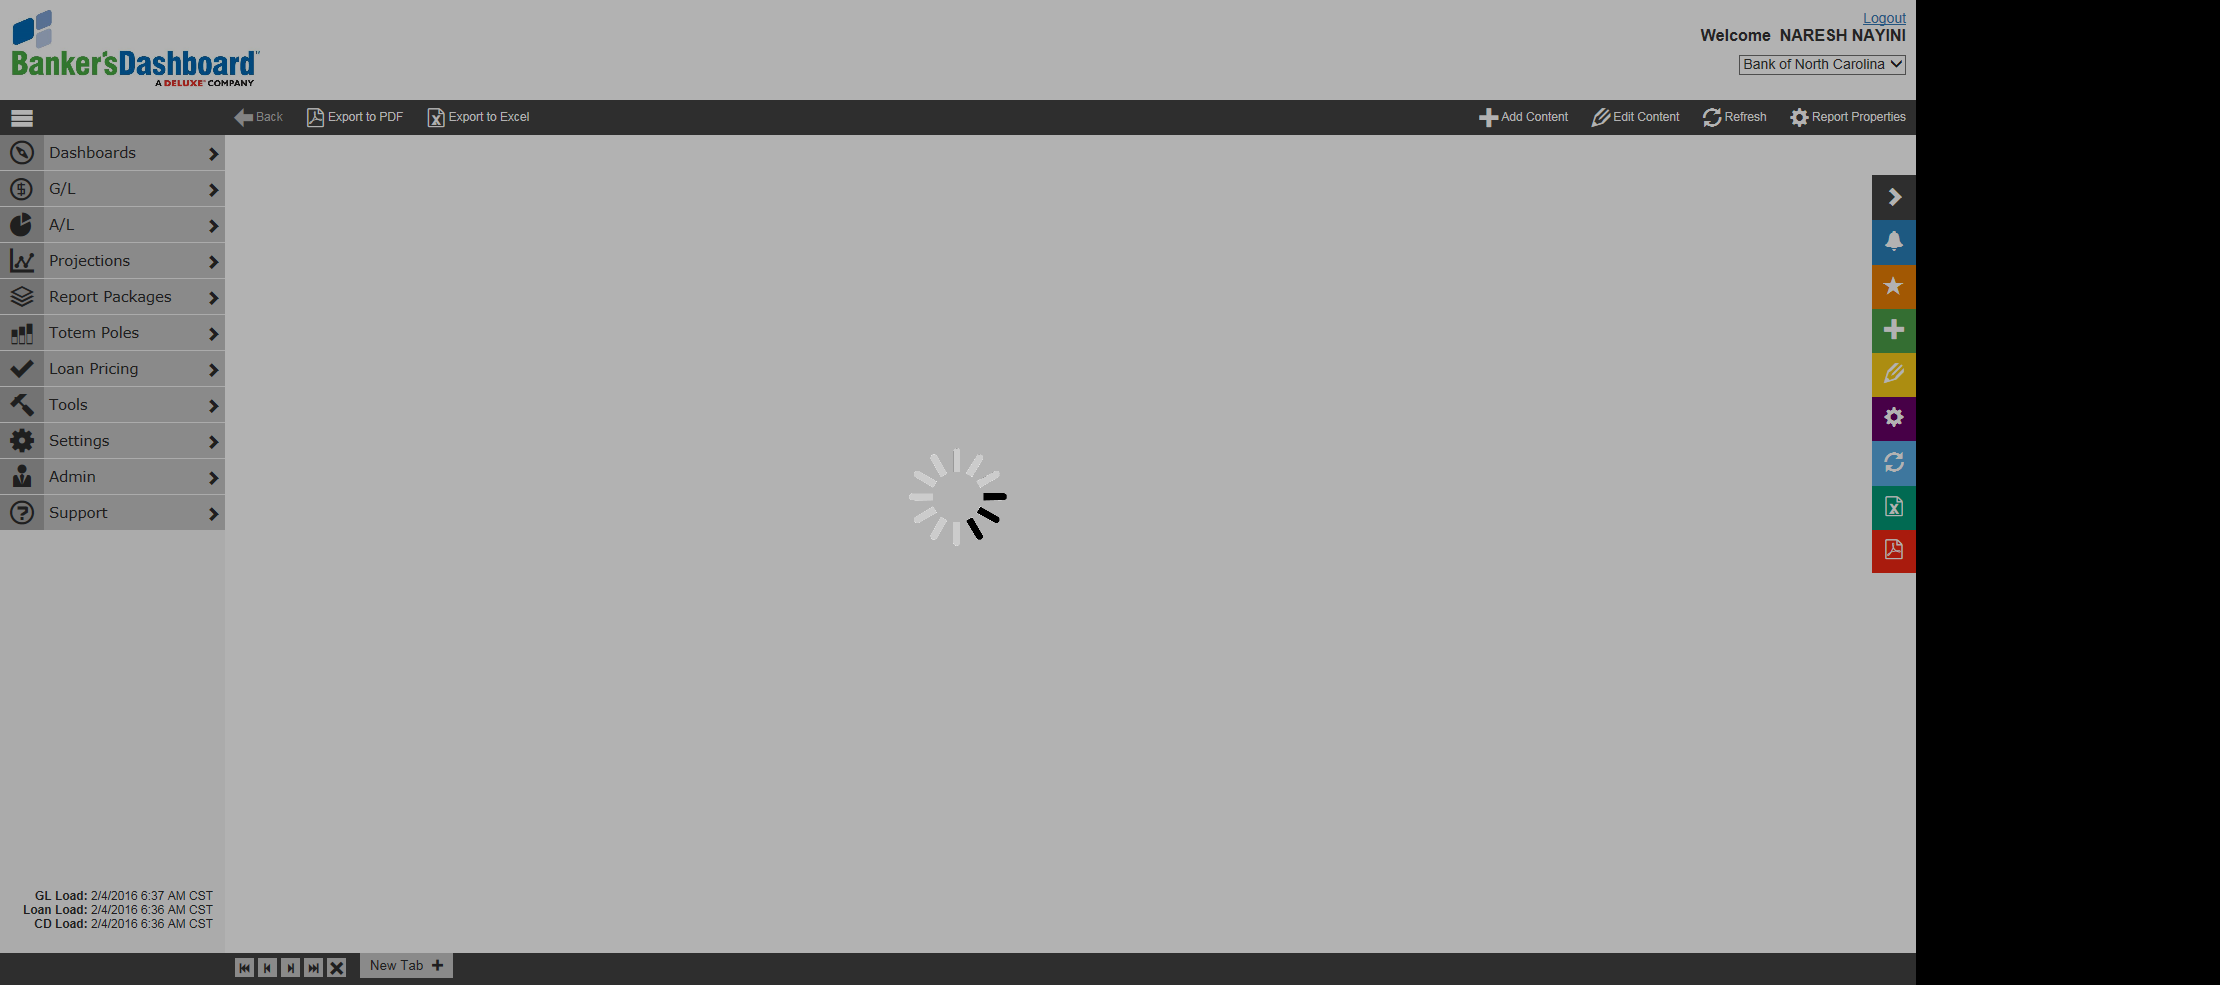 Banker'sDashboard™
A DELUXE® COMPANY
Logout
Welcome NARESH NAYINI
Bank of North Carolina
Back
Export to PDF
Export to Excel
Add Content
Edit Content
Refresh
Report Properties
Dashboards
G/L
A/L
Projections
Report Packages
Totem Poles
Loan Pricing
Tools
Settings
Admin
Support
GL Load: 2/4/2016 6:37 AM CST
Loan Load: 2/4/2016 6:36 AM CST
CD Load: 2/4/2016 6:36 AM CST
New Tab